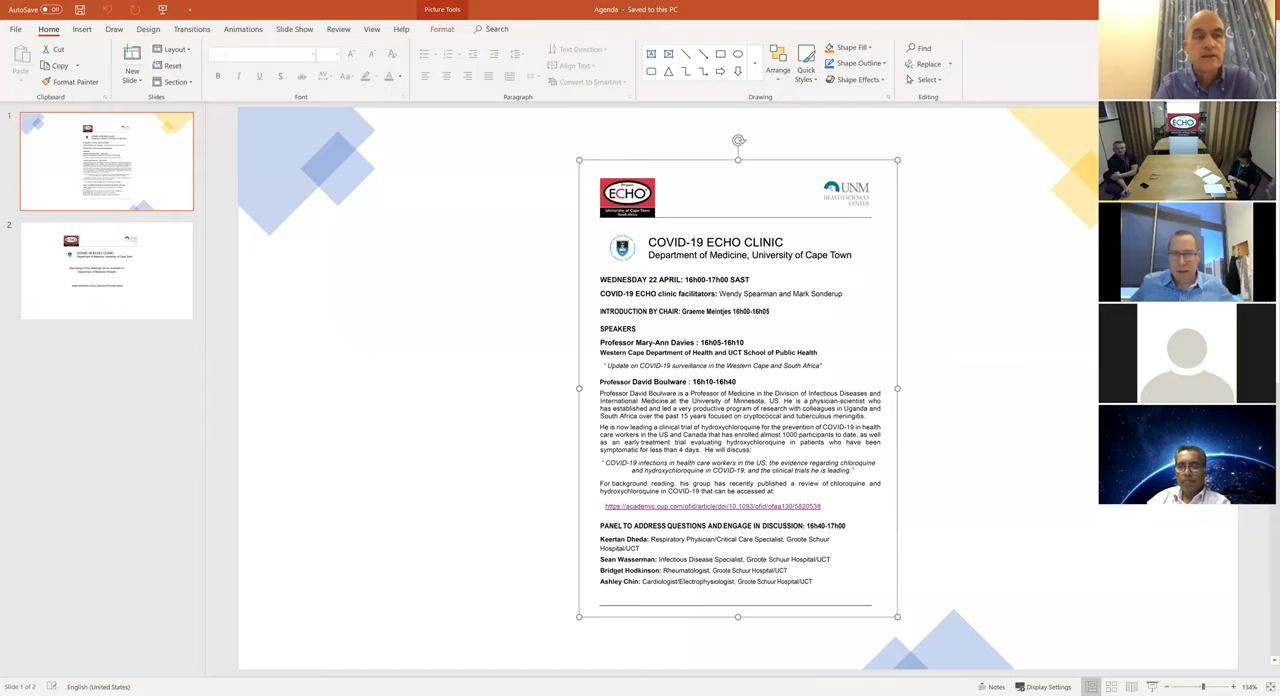 AutoSave Off
Picture Tools
Agenda - Saved to this PC
File Home Insert Draw Design Transitions Animations Slide Show Review View Help Format Search
Paste
Cut
Copy
Format Painter
Clipboard
New Slide
Layout
Reset
Section
Slides
Font
Text Direction
Align Text
Convert to SmartArt
Paragraph
Arrange
Quick Styles
Shape Fill
Shape Outline
Shape Effects
Drawing
Find
Replace
Select
Editing
1
2
Project
ECHO
University of Cape Town
South Africa
UNM
HEALTH SCIENCES
CENTER
COVID-19 ECHO CLINIC
Department of Medicine, University of Cape Town
WEDNESDAY 22 APRIL: 16h00-17h00 SAST
COVID-19 ECHO clinic facilitators: Wendy Spearman and Mark Sonderup
INTRODUCTION BY CHAIR: Graeme Meintjes 16h00-16h05
SPEAKERS
Professor Mary-Ann Davies : 16h05-16h10
Western Cape Department of Health and UCT School of Public Health
" Update on COVID-19 surveillance in the Western Cape and South Africa"
Professor David Boulware : 16h10-16h40
Professor David Boulware is a Professor of Medicine in the Division of Infectious Diseases and
International Medicine at the University of Minnesota, US. He is a physician-scientist who
has established and led a very productive program of research with colleagues in Uganda and
South Africa over the past 15 years focused on cryptococcal and tuberculous meningitis.
He is now leading a clinical trial of hydroxychloroquine for the prevention of COVID-19 in health
care workers in the US and Canada that has enrolled almost 1000 participants to date, as well
as an early treatment trial evaluating hydroxychloroquine in patients who have been
symptomatic for less than 4 days. He will discuss:
" COVID-19 infections in health care workers in the US, the evidence regarding chloroquine
and hydroxychloroquine in COVID-19, and the clinical trials he is leading."
For background reading, his group has recently published a review of chloroquine and
hydroxychloroquine in COVID-19 that can be accessed at:
https://academic.oup.com/ofid/article/doi/10.1093/ofid/ofaa130/5820538
PANEL TO ADDRESS QUESTIONS AND ENGAGE IN DISCUSSION: 16h40-17h00
Keertan Dheda: Respiratory Physician/Critical Care Specialist, Groote Schuur
Hospital/UCT
Sean Wasserman: Infectious Disease Specialist, Groote Schuur Hospital/UCT
Bridget Hodkinson: Rheumatologist, Groote Schuur Hospital/UCT
Ashley Chin: Cardiologist/Electrophysiologist, Groote Schuur Hospital/UCT
ECHO
COVID-19 ECHO CLINIC
Department of Medicine, University of Cape Town
Slide 1 of 2
English (United States)
Notes
Display Settings
134%